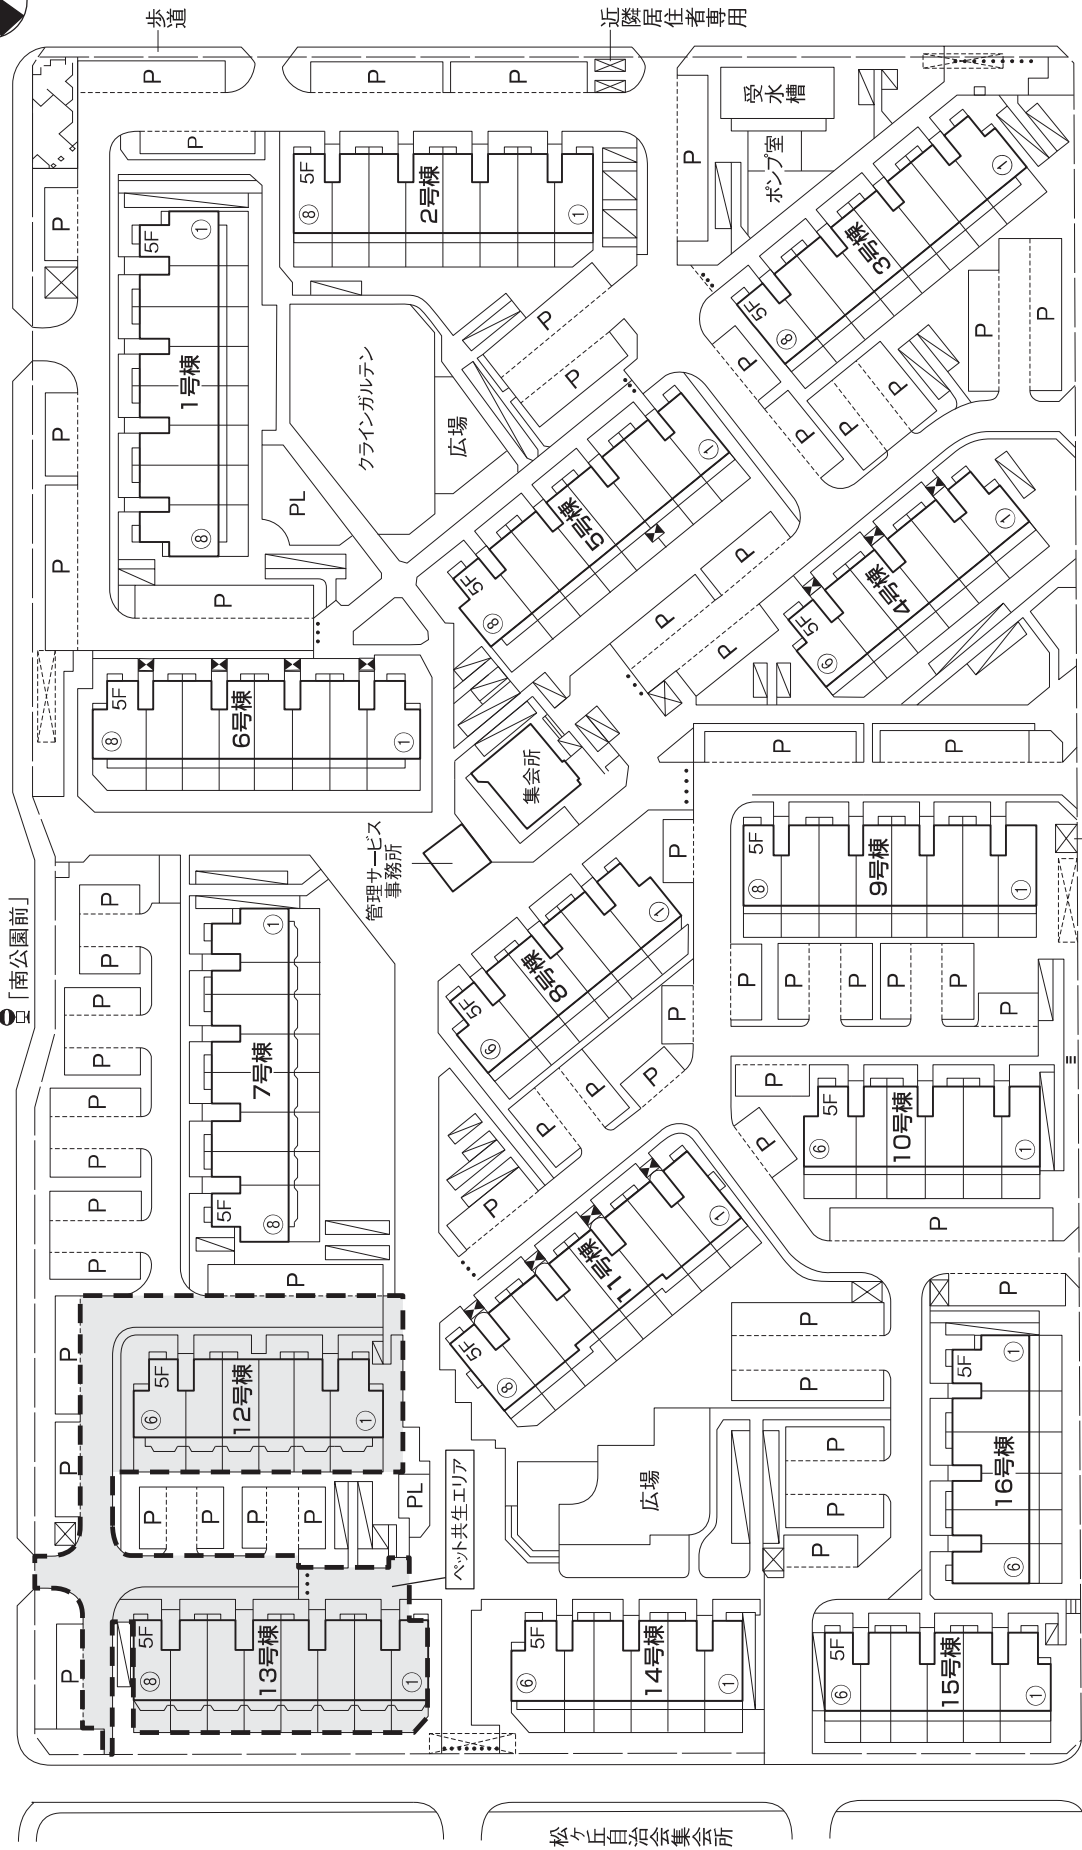 歩道
近隣居住者専用
P
P
P
受水槽
ポンプ室
P
P
P
5F
1号棟
①
⑧
5F
2号棟
⑧
①
5F
3号棟
⑧
①
クラインガルテン
広場
PL
P
P
P
P
P
P
P
P
P
P
P
P
5F
5号棟
⑧
①
5F
4号棟
⑥
①
P
P
P
5F
6号棟
⑧
①
集会所
管理サービス
事務所
P
P
「南公園前」
P
P
P
P
P
P
P
P
5F
7号棟
⑧
①
P
5F
8号棟
⑥
①
P
P
P
P
P
P
5F
9号棟
⑧
①
P
P
P
P
P
P
P
P
5F
10号棟
⑥
①
P
5F
11号棟
⑧
①
P
P
5F
12号棟
⑥
①
P
P
P
P
PL
ペット共生エリア
広場
P
P
P
P
P
P
5F
16号棟
①
⑥
P
5F
13号棟
⑧
①
5F
14号棟
⑥
①
5F
15号棟
⑥
①
松ヶ丘自治会集会所